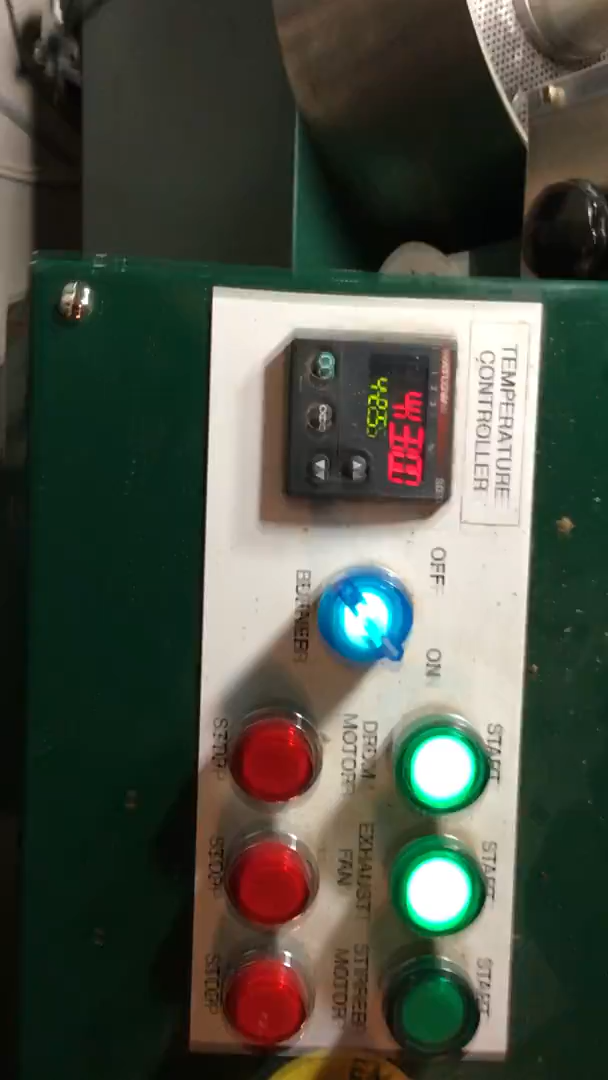 TEMPERATURE
CONTROLLER
OFF
ON
BURNER
START
DRUM
MOTOR
STOP
START
EXHAUST
FAN
STOP
START
STIRRER
MOTOR
STOP